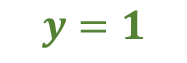 y = 1